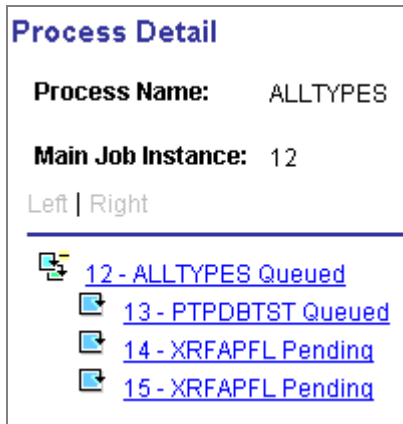 Process Detail
Process Name: ALLTYPES
Main Job Instance: 12
Left | Right
12 - ALLTYPES Queued
13 - PTPDBTST Queued
14 - XRFAPFL Pending
15 - XRFAPFL Pending